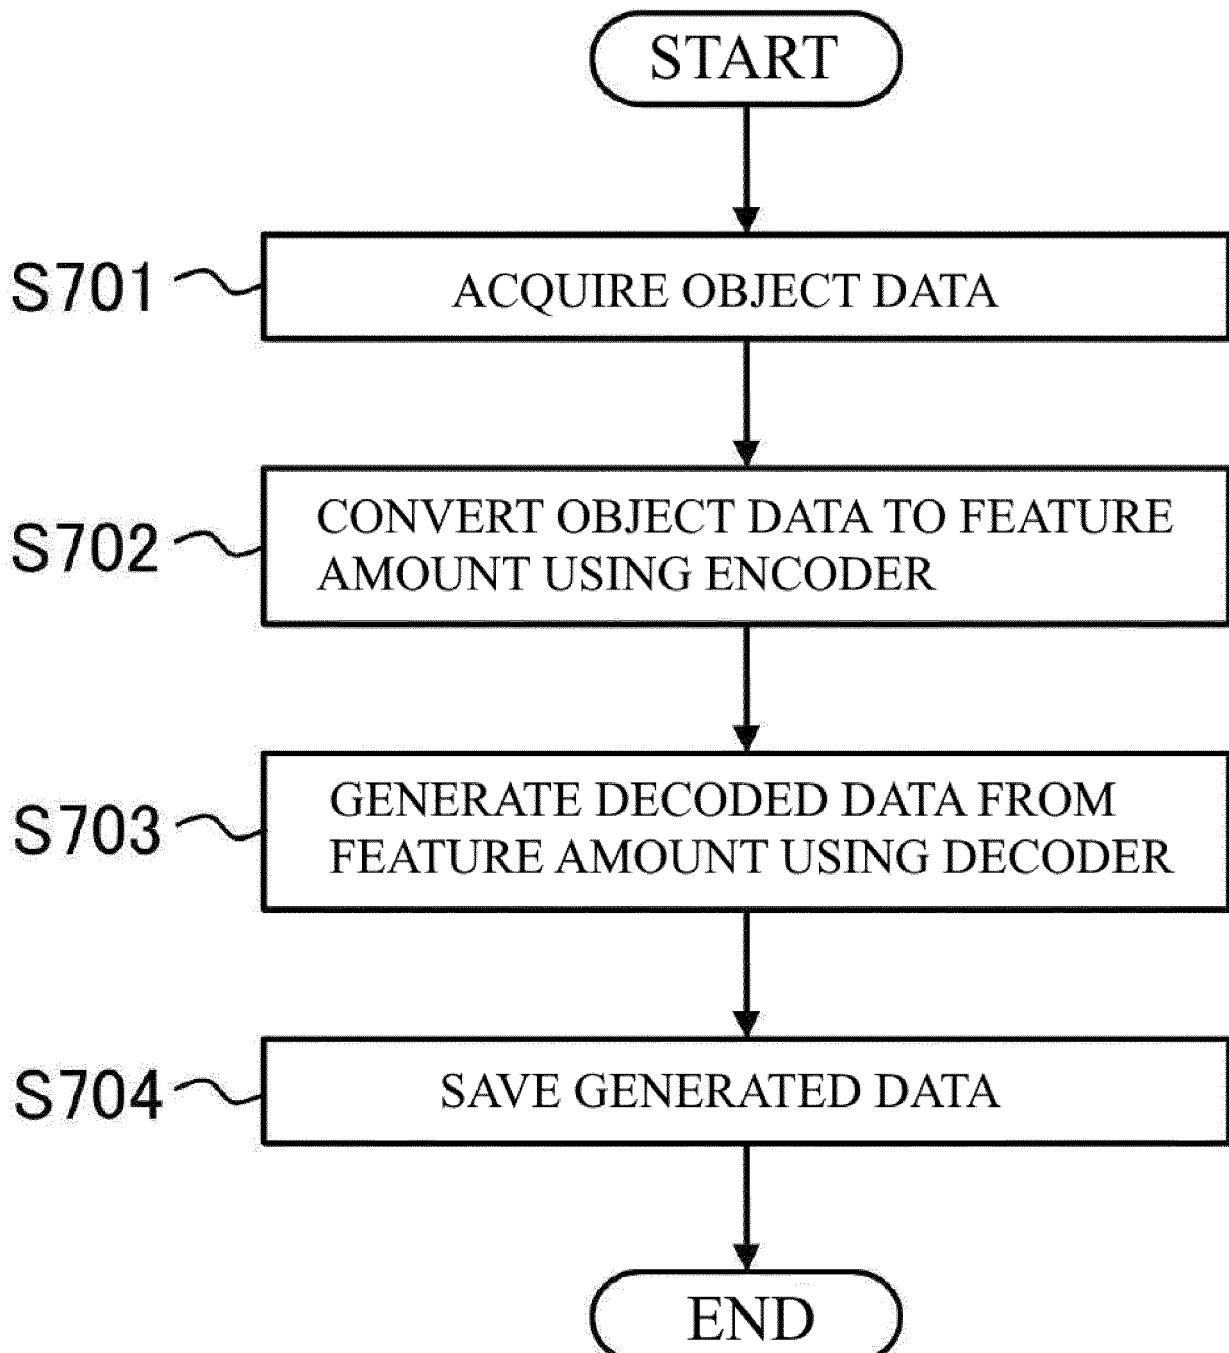 START
S701
ACQUIRE OBJECT DATA
S702
CONVERT OBJECT DATA TO FEATURE
AMOUNT USING ENCODER
S703
GENERATE DECODED DATA FROM
FEATURE AMOUNT USING DECODER
S704
SAVE GENERATED DATA
END